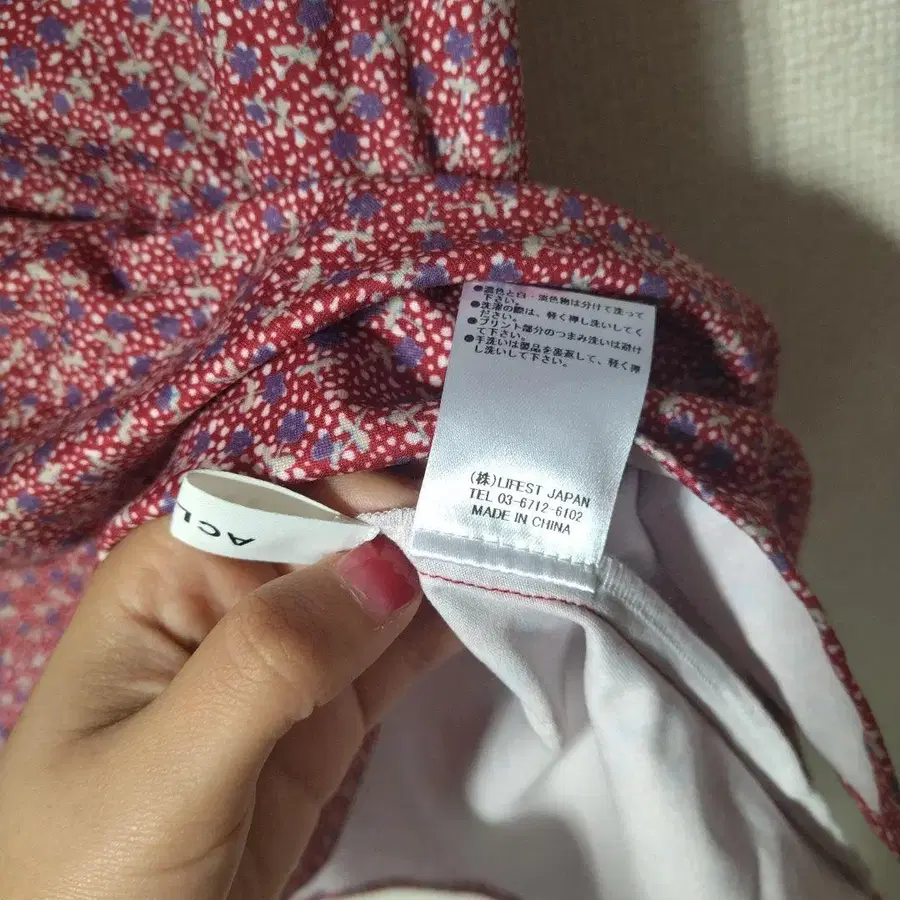 ●濃色と白・淡色物は分けて洗って
下さい。
●洗濯の際は、軽く押し洗いしてく
ださい。
●プリント部分のつまみ洗いは避け
て下さい。
●手洗いは製品を裏返して、軽く押
し洗いして下さい。
(株)LIFEST JAPAN
TEL 03-6712-6102
MADE IN CHINA
ACL